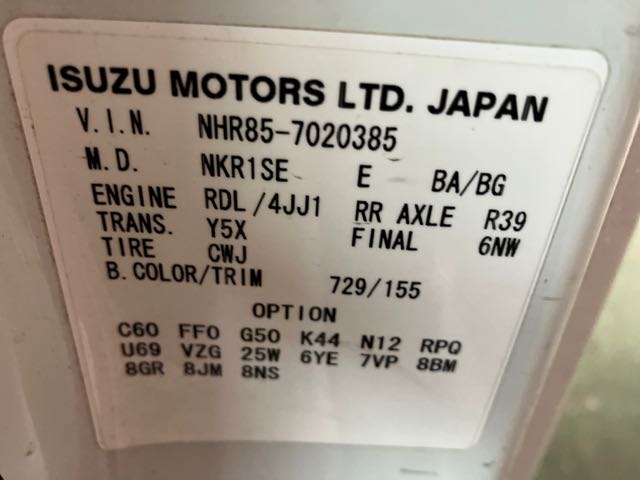 ISUZU MOTORS LTD. JAPAN
V.I.N. NHR85-7020385
M.D. NKR1SE E BA/BG
ENGINE RDL/4JJ1 RR AXLE R39
TRANS. Y5X FINAL 6NW
TIRE CWJ
B.COLOR/TRIM 729/155
OPTION
C60 FF0 G50 K44 N12 RPQ
U69 VZG 25W 6YE 7VP 8BM
8GR 8JM 8NS